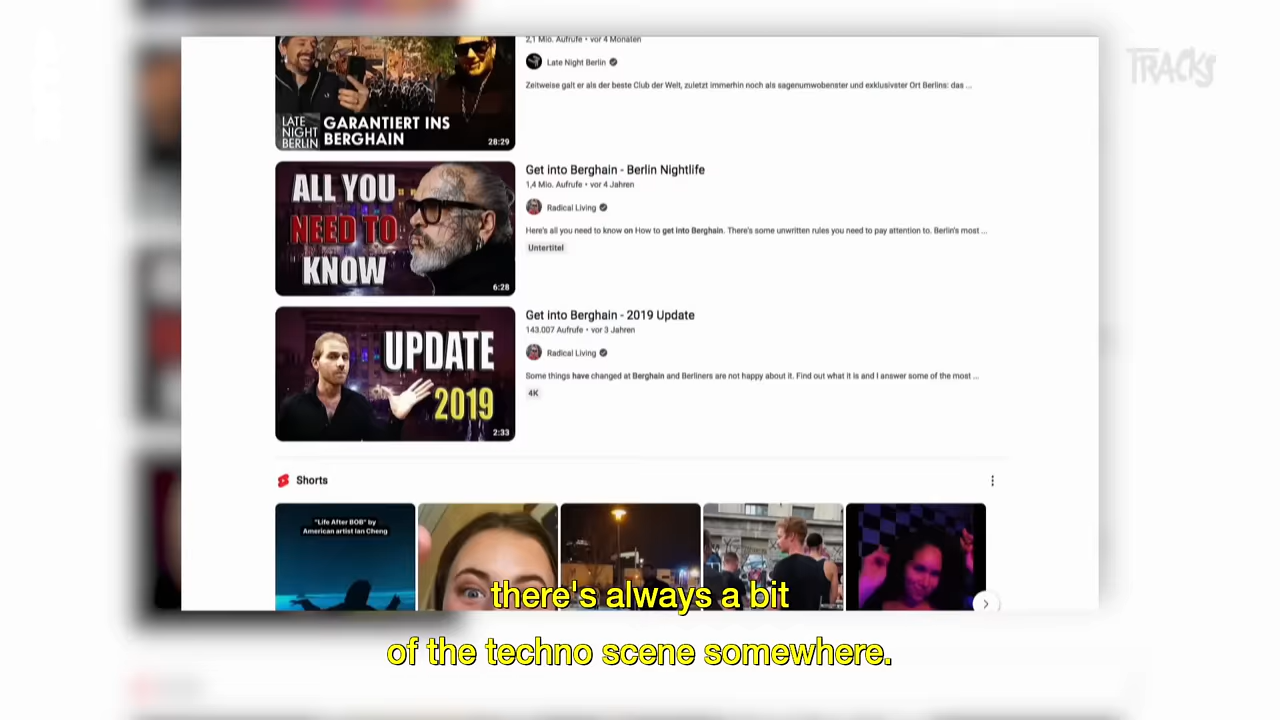 TRACKS
2,1 Mio. Aufrufe • vor 4 Monaten
Late Night Berlin
Zeitweise galt er als der beste Club der Welt, zuletzt immerhin noch als sagenumwobenster und exklusivster Ort Berlins: das ...
LATE
NIGHT
BERLIN
GARANTIERT INS
BERGHAIN
28:29
ALL YOU
NEED TO
KNOW
6:28
Get into Berghain - Berlin Nightlife
1,4 Mio. Aufrufe • vor 4 Jahren
Radical Living
Here's all you need to know on How to get into Berghain. There's some unwritten rules you need to pay attention to. Berlin's most ...
Untertitel
UPDATE
2019
2:33
Get into Berghain - 2019 Update
143.007 Aufrufe • vor 3 Jahren
Radical Living
Some things have changed at Berghain and Berliners are not happy about it. Find out what it is and I answer some of the most ...
4K
Shorts
"Life After BOB" by
American artist Ian Cheng
there's always a bit
of the techno scene somewhere.